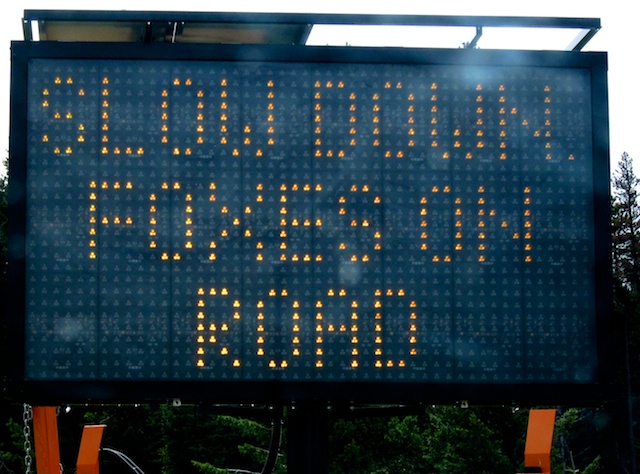 SLOW DOWN.
FOXES ON
ROAD